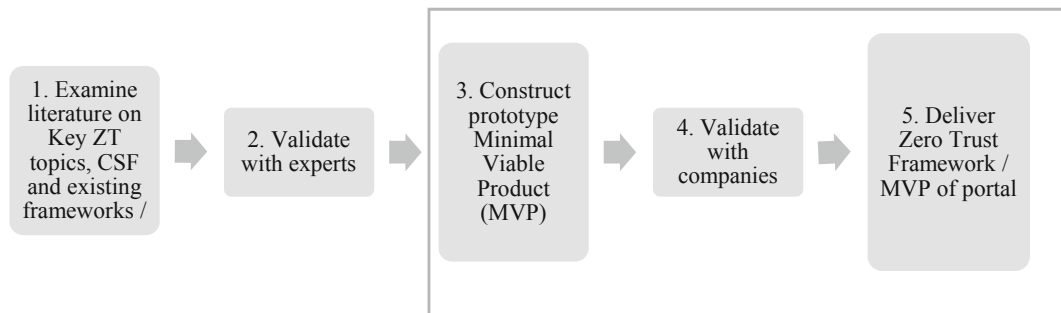 1. Examine
literature on
Key ZT
topics, CSF
and existing
frameworks /
2. Validate
with experts
3. Construct
prototype
Minimal
Viable
Product
(MVP)
4. Validate
with
companies
5. Deliver
Zero Trust
Framework /
MVP of portal